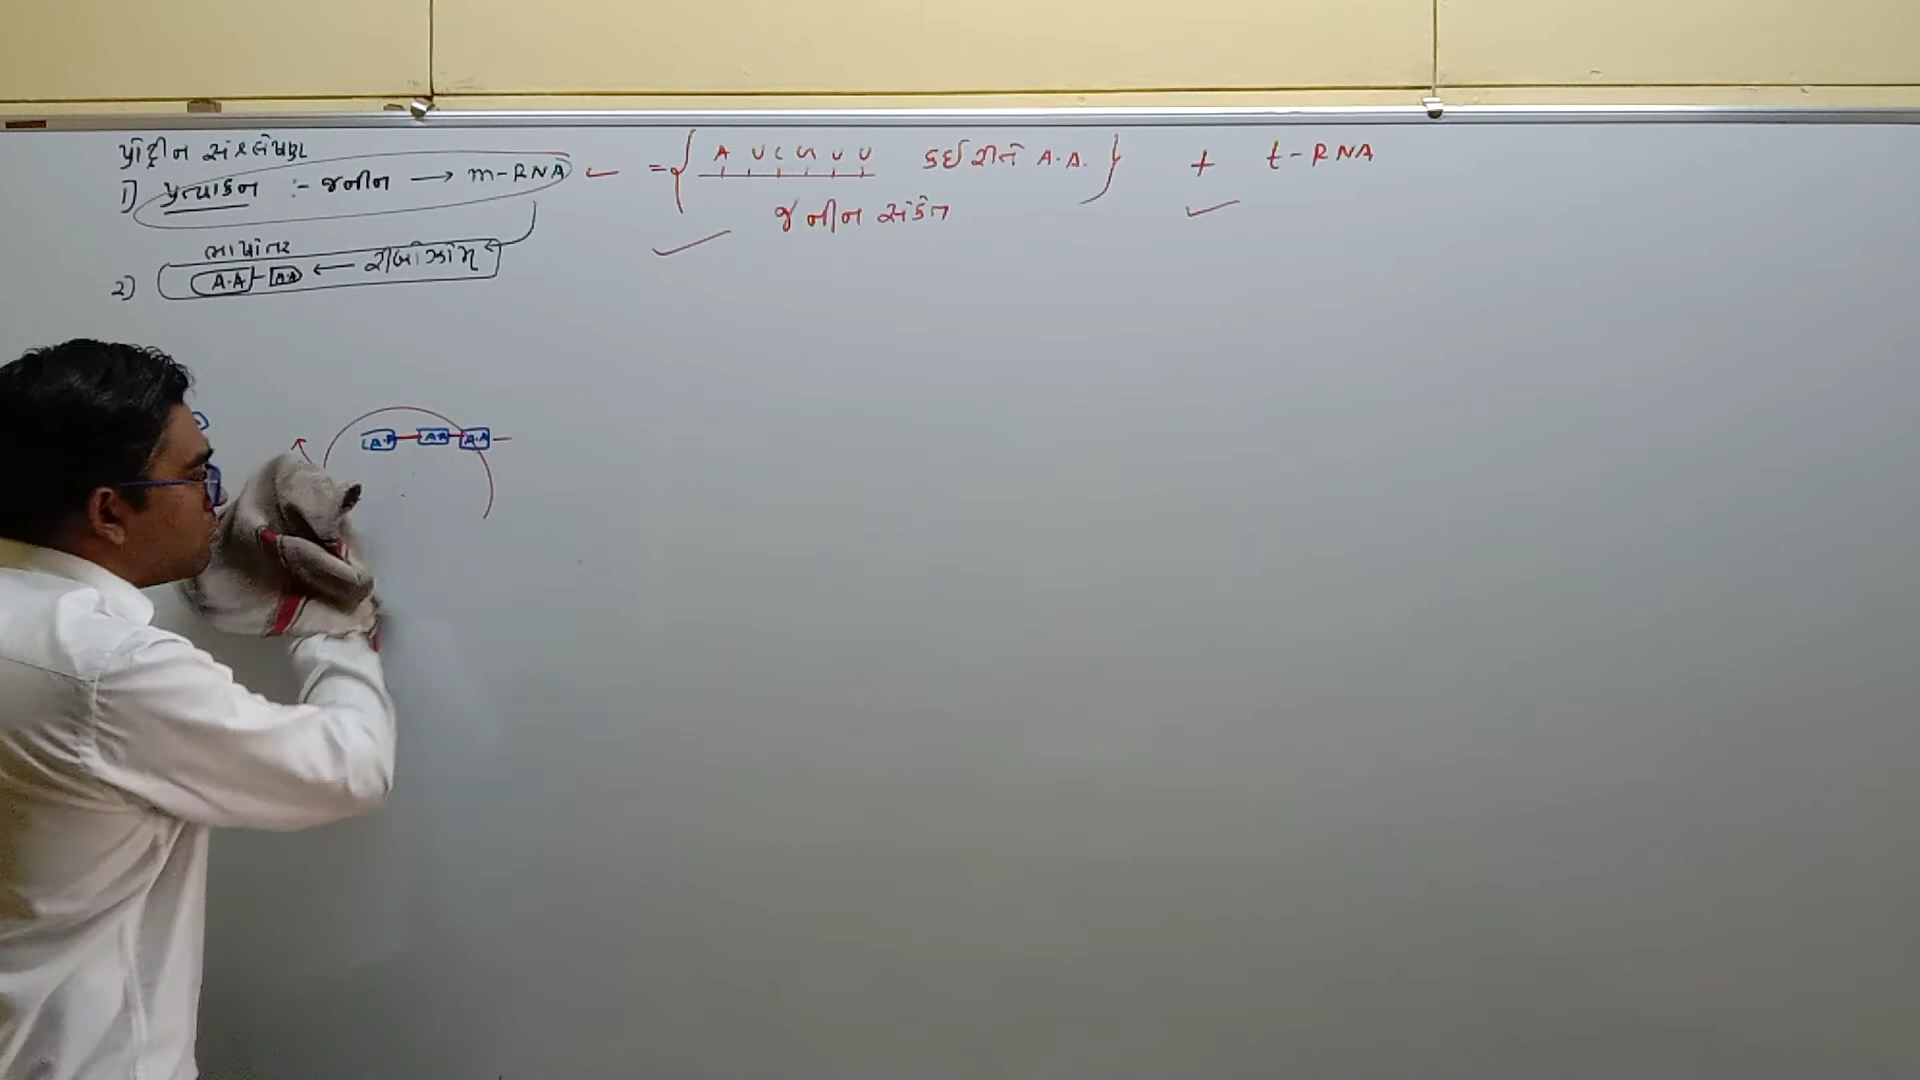 પ્રોટીન સંશ્લેષણ
1) પ્રત્યાંકન :- જનીન → m-RNA
= { A U C G U U કઈ રીતે A.A. } + t-RNA
જનીન સંકેત
ભાષાંતર
2) A.A - A.A ← રીબોઝોમ્
A.A - A.A - A.A -